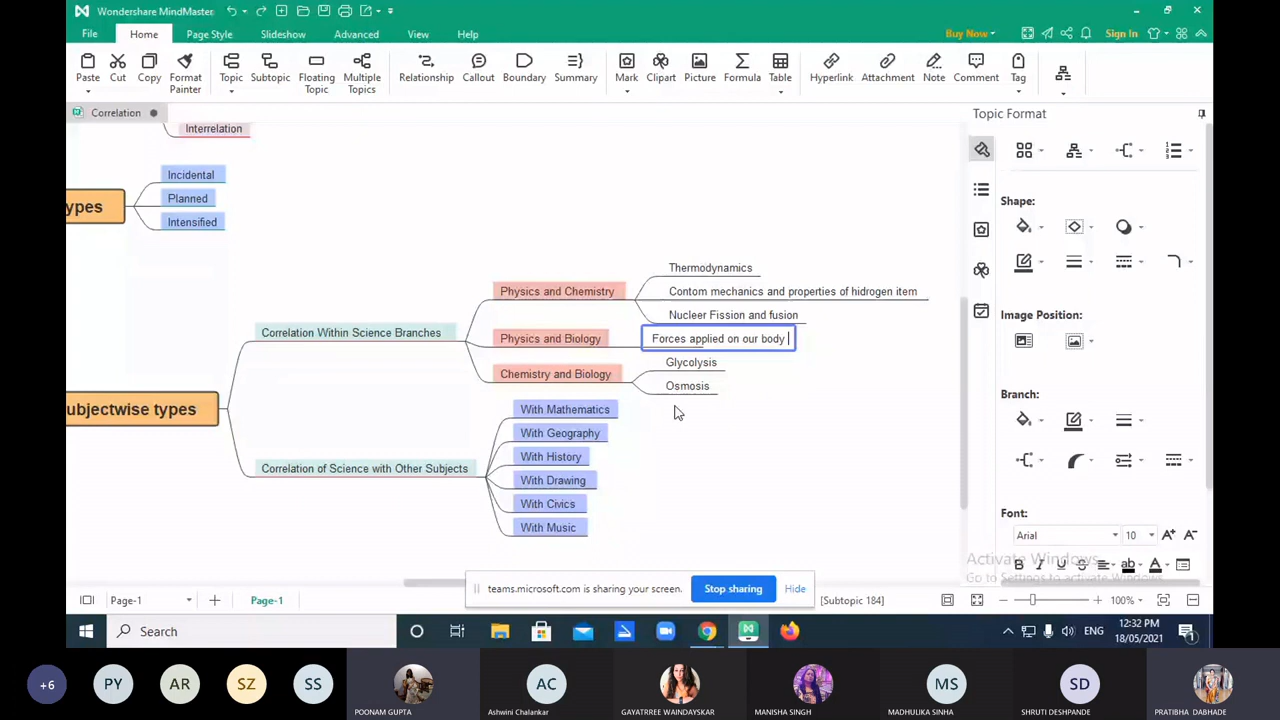 Wondershare MindMaster
File Home Page Style Slideshow Advanced View Help Buy Now Sign In
Paste Cut Copy Format Painter Topic Subtopic Floating Topic Multiple Topics Relationship Callout Boundary Summary Mark Clipart Picture Formula Table Hyperlink Attachment Note Comment Tag
Correlation
Topic Format
Interrelation
Incidental
ypes
Planned
Intensified
Thermodynamics
Physics and Chemistry
Contom mechanics and properties of hidrogen item
Nucleer Fission and fusion
Correlation Within Science Branches
Physics and Biology
Forces applied on our body
Glycolysis
Chemistry and Biology
Osmosis
ubjectwise types
With Mathematics
With Geography
With History
Correlation of Science with Other Subjects
With Drawing
With Civics
With Music
Shape:
Image Position:
Branch:
Font:
Arial 10
Activate Windows
Go to Settings to activate Windows.
teams.microsoft.com is sharing your screen. Stop sharing Hide
Page-1 Page-1 [Subtopic 184] 100%
Search ENG 12:32 PM
18/05/2021
1
+6 PY AR SZ SS AC MS SD
POONAM GUPTA Ashwini Chalankar GAYATRREE WAINDAYSKAR MANISHA SINGH MADHULIKA SINHA SHRUTI DESHPANDE PRATIBHA DABHADE